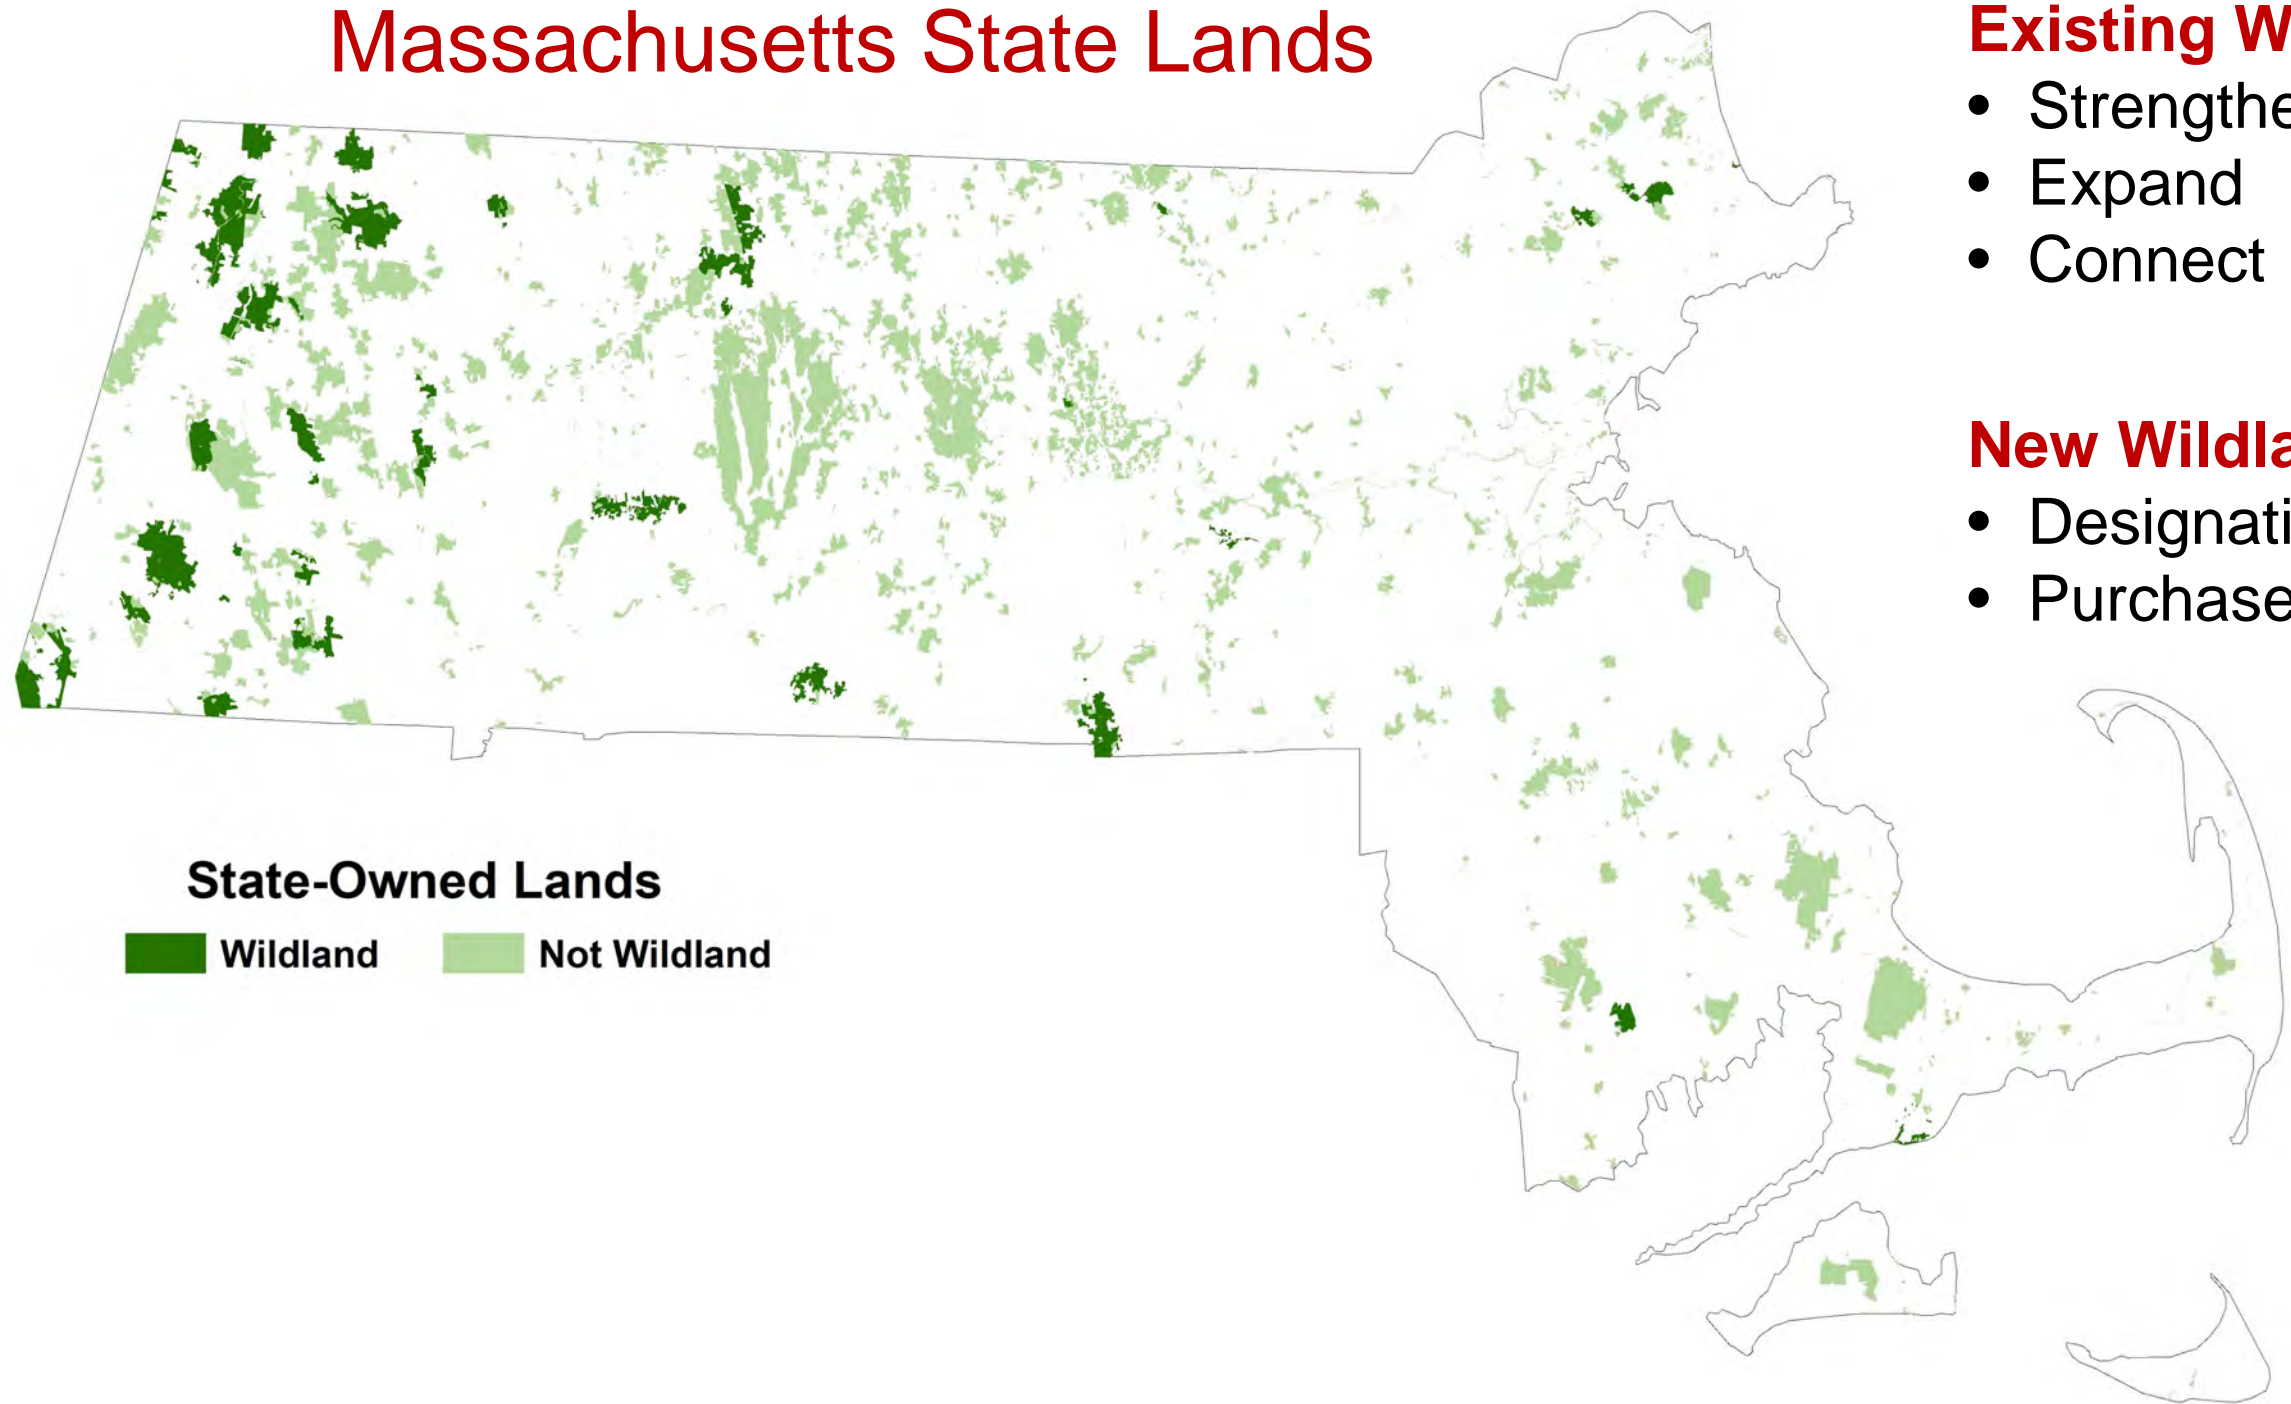 Massachusetts State Lands
Existing W
• Strengthe
• Expand
• Connect
New Wildla
• Designati
• Purchase
State-Owned Lands
Wildland
Not Wildland